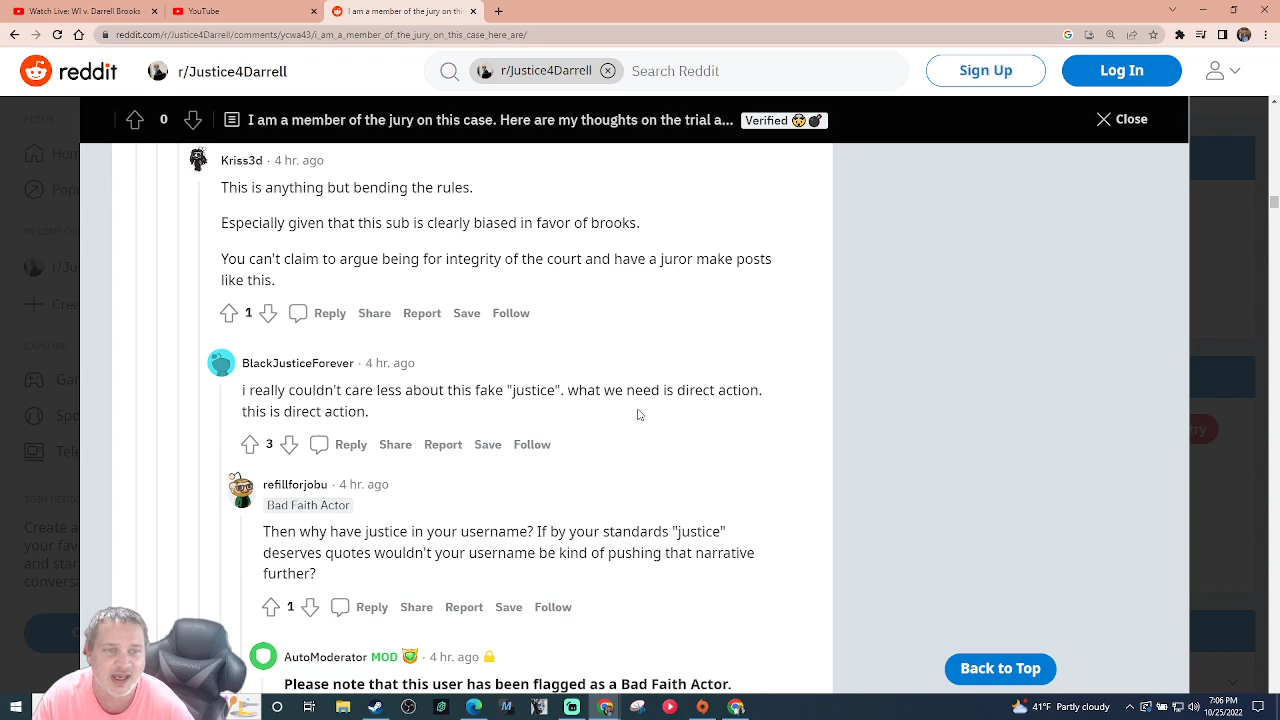 Watch Live: WI v. Darrell Brooks -
YouTube
I am a member of the jury on this
reddit.com/r/Justice4Darrell/comments/ycwa43/i_am_a_member_of_the_jury_on_this_case_here_are/
reddit
r/Justice4Darrell
r/Justice4Darrell
Search Reddit
Sign Up
Log In
FEEDS
0
I am a member of the jury on this case. Here are my thoughts on the trial a...
Verified
Close
Kriss3d · 4 hr. ago
This is anything but bending the rules.
Especially given that this sub is clearly biased in favor of brooks.
You can't claim to argue being for integrity of the court and have a juror make posts
like this.
1 Reply Share Report Save Follow
BlackJusticeForever · 4 hr. ago
i really couldn't care less about this fake "justice". what we need is direct action.
this is direct action.
3 Reply Share Report Save Follow
refillforjobu · 4 hr. ago
Bad Faith Actor
Then why have justice in your username? If by your standards "justice"
deserves quotes wouldn't your username be kind of pushing that narrative
further?
1 Reply Share Report Save Follow
AutoModerator MOD · 4 hr. ago
Please note that this user has been flagged as a Bad Faith Actor.
EXPLORE
Create a
your fav
and star
Back to Top
41°F Partly cloudy
7:06 PM
10/25/2022